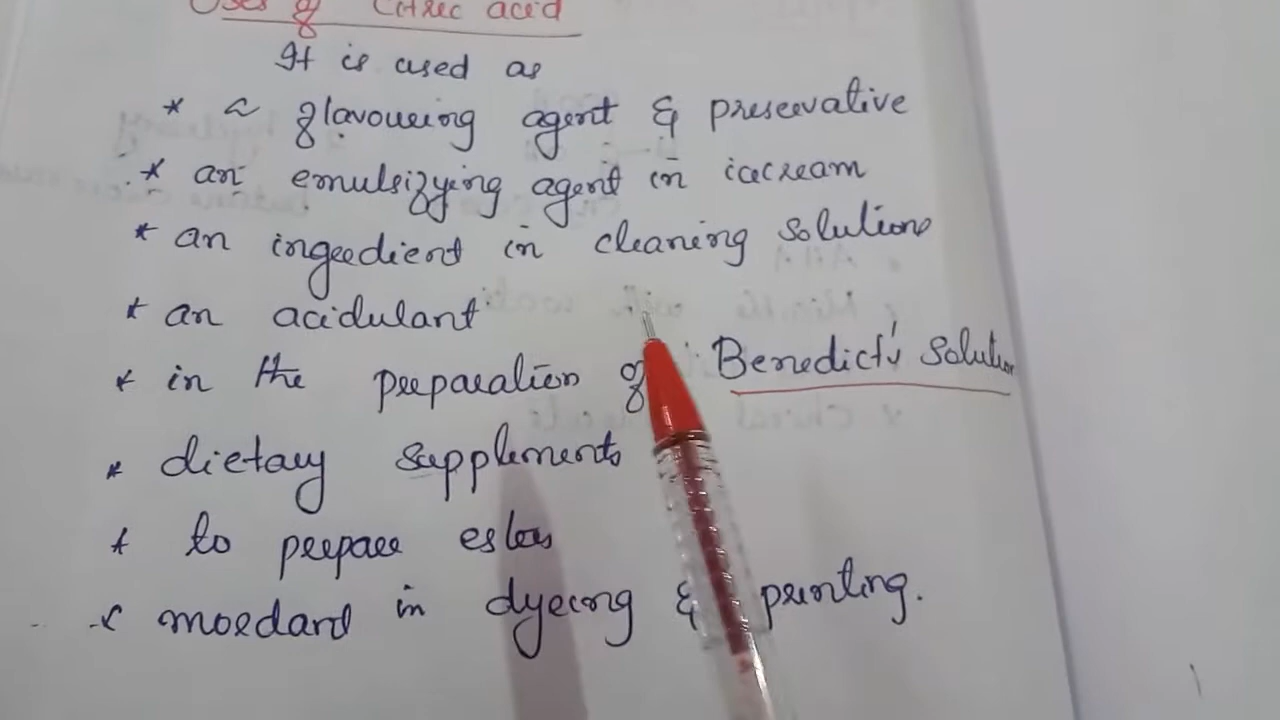 Uses of Citric acid
It is used as
* a flavouring agent & preservative
* an emulsifying agent in icecream
* an ingredient in cleaning solutions
* an acidulant
* in the preparation of Benedict's Solution
* dietary supplements
* to prepare esters
* mordant in dyeing & printing.